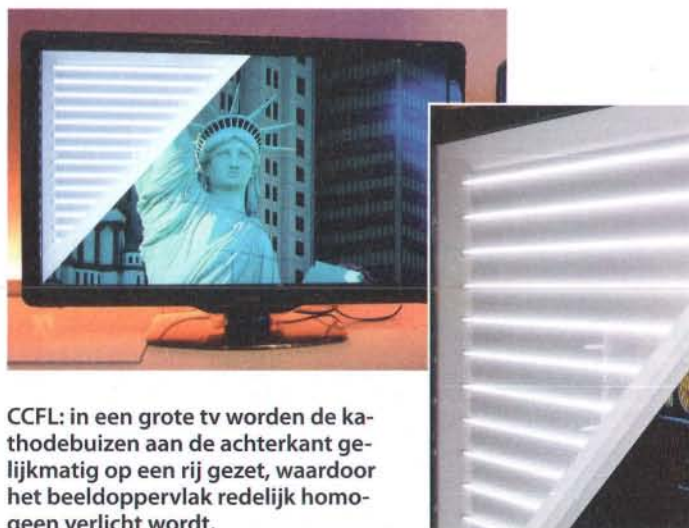 CCFL: in een grote tv worden de ka-
thodebuizen aan de achterkant ge-
lijkmatig op een rij gezet, waardoor
het beeldoppervlak redelijk homo-
geen verlicht wordt.